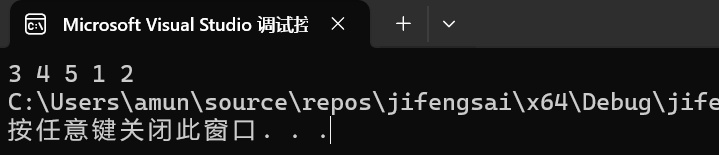 Microsoft Visual Studio 调试控
3 4 5 1 2
C:\Users\amun\source\repos\jifengsai\x64\Debug\jife
按任意键关闭此窗口. . .